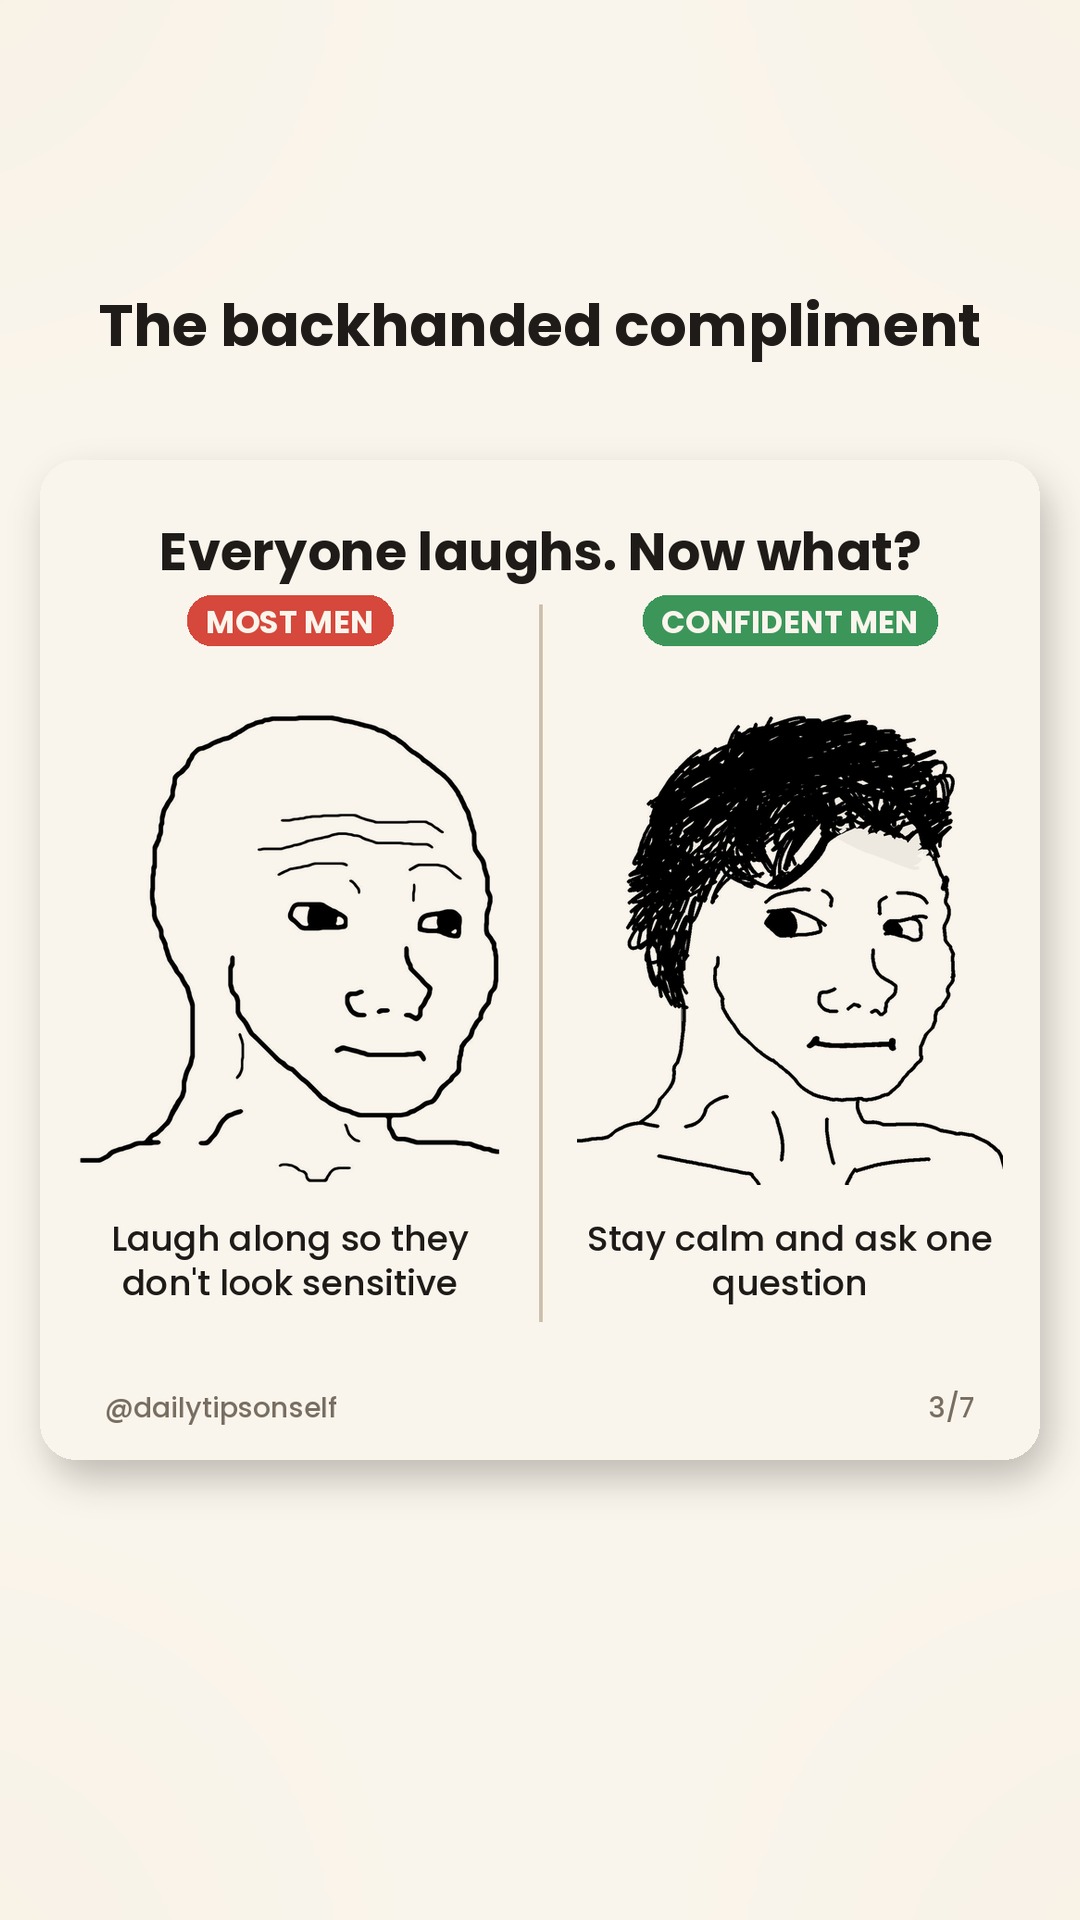 The backhanded compliment
Everyone laughs. Now what?
MOST MEN
CONFIDENT MEN
Laugh along so they
don't look sensitive
Stay calm and ask one
question
@dailytipsonself
3/7